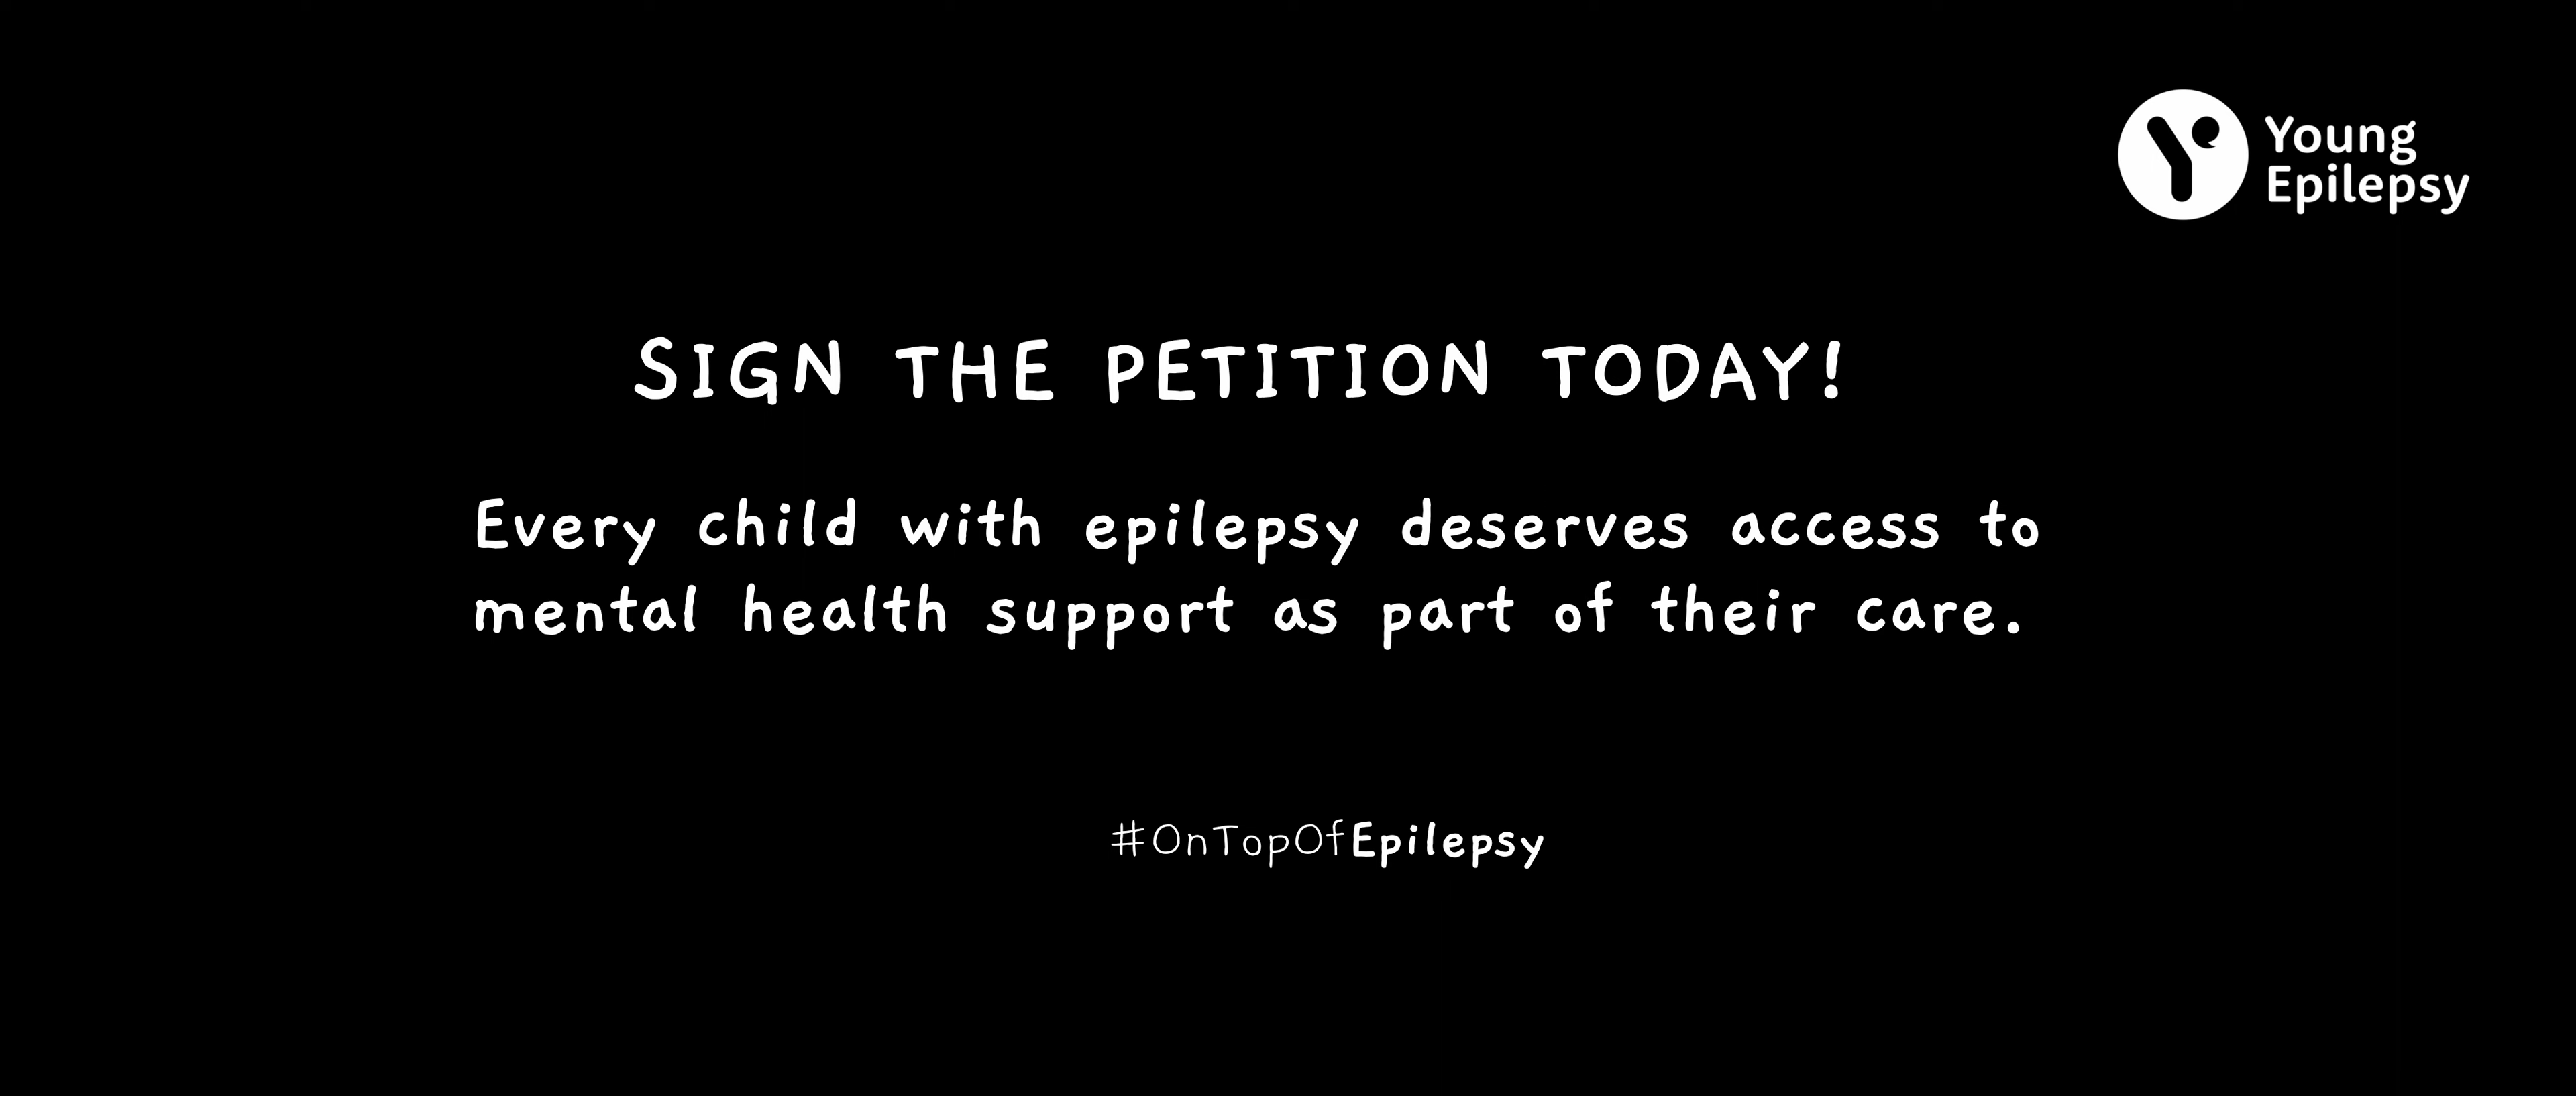 Young
Epilepsy
SIGN THE PETITION TODAY!
Every child with epilepsy deserves access to
mental health support as part of their care.
#OnTopOfEpilepsy